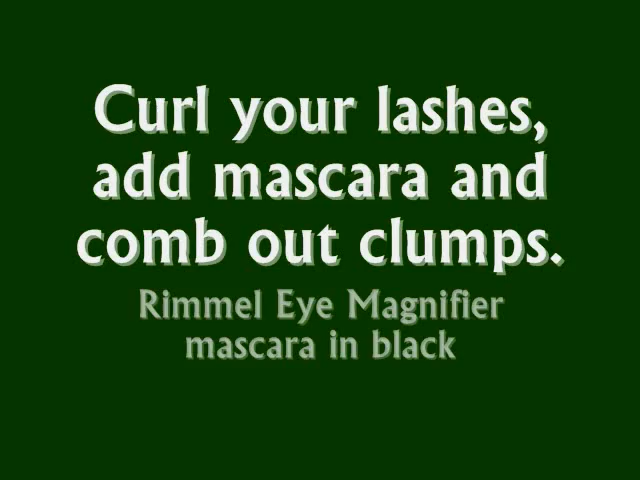 Curl your lashes,
add mascara and
comb out clumps.
Rimmel Eye Magnifier
mascara in black